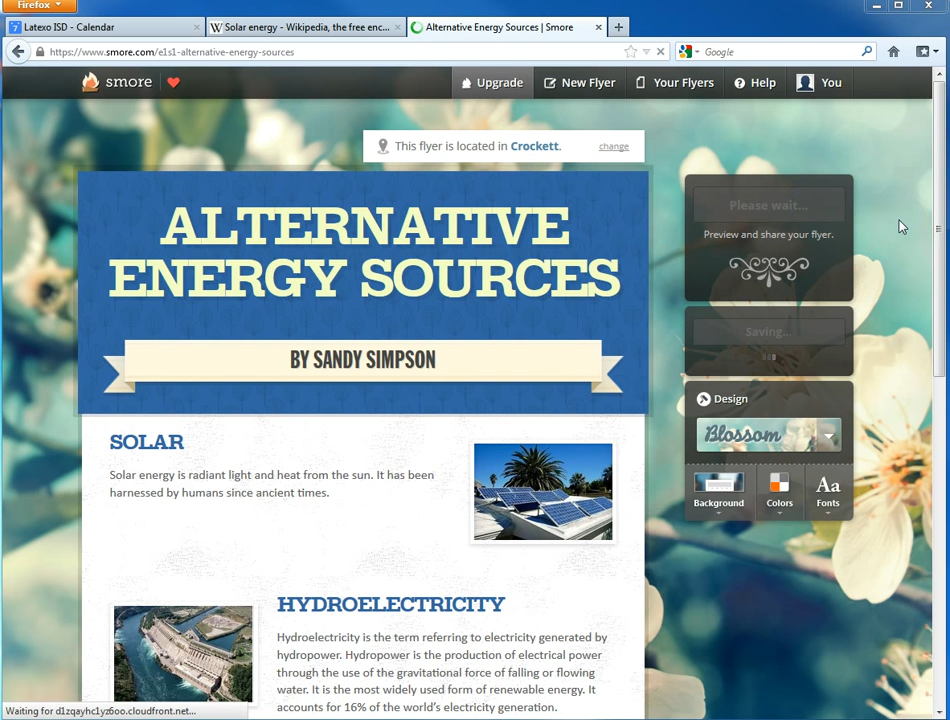 Firefox
Latexo ISD - Calendar
Solar energy - Wikipedia, the free enc...
Alternative Energy Sources | Smore
https://www.smore.com/e1s1-alternative-energy-sources
Google
smore
Upgrade
New Flyer
Your Flyers
Help
You
This flyer is located in Crockett.
change
ALTERNATIVE
ENERGY SOURCES
BY SANDY SIMPSON
Please wait...
Preview and share your flyer.
Saving...
Design
Blossom
Background
Colors
Aa
Fonts
SOLAR
Solar energy is radiant light and heat from the sun. It has been
harnessed by humans since ancient times.
HYDROELECTRICITY
Hydroelectricity is the term referring to electricity generated by
hydropower. Hydropower is the production of electrical power
through the use of the gravitational force of falling or flowing
water. It is the most widely used form of renewable energy. It
accounts for 16% of the world's electricity generation.
Waiting for d1zqayhc1yz6oo.cloudfront.net...